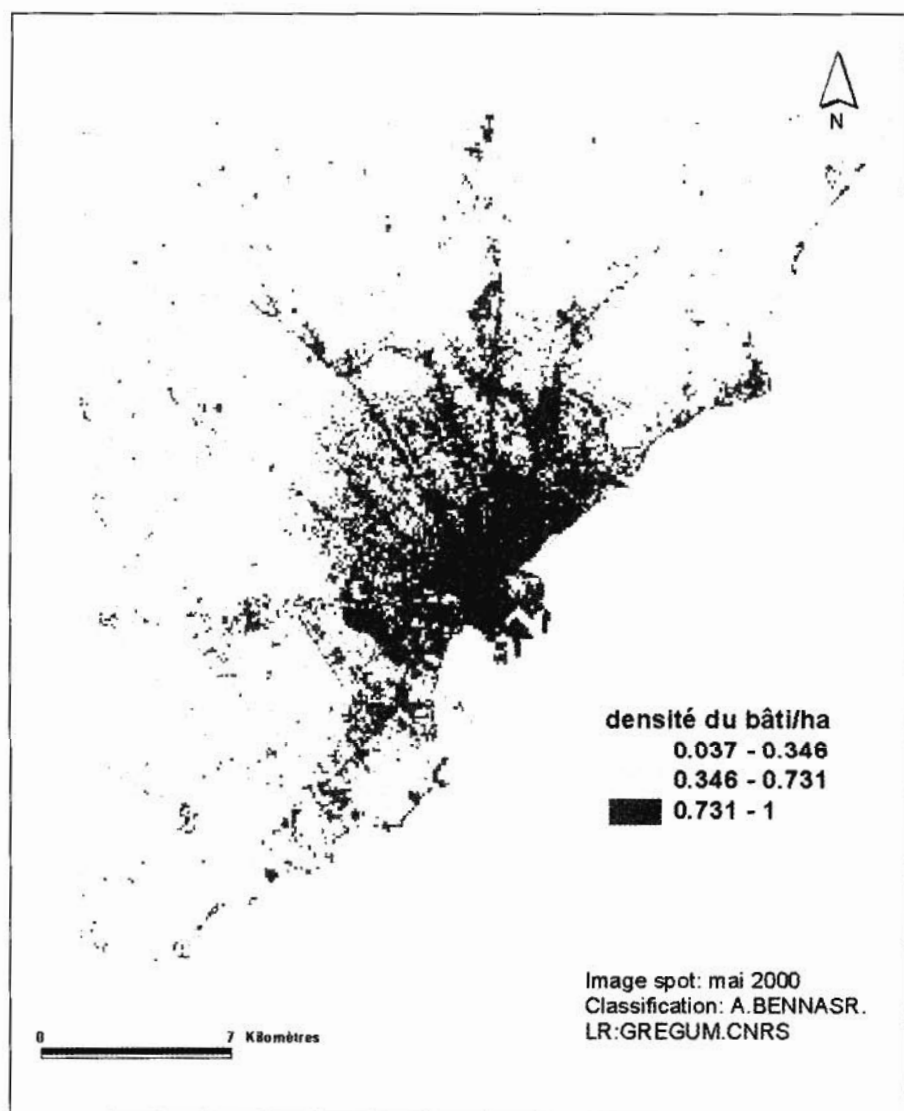 N
densité du bâti/ha
0.037 - 0.346
0.346 - 0.731
0.731 - 1
Image spot: mai 2000
Classification: A.BENNASR.
LR:GREGUM.CNRS
0 7 Kilomètres